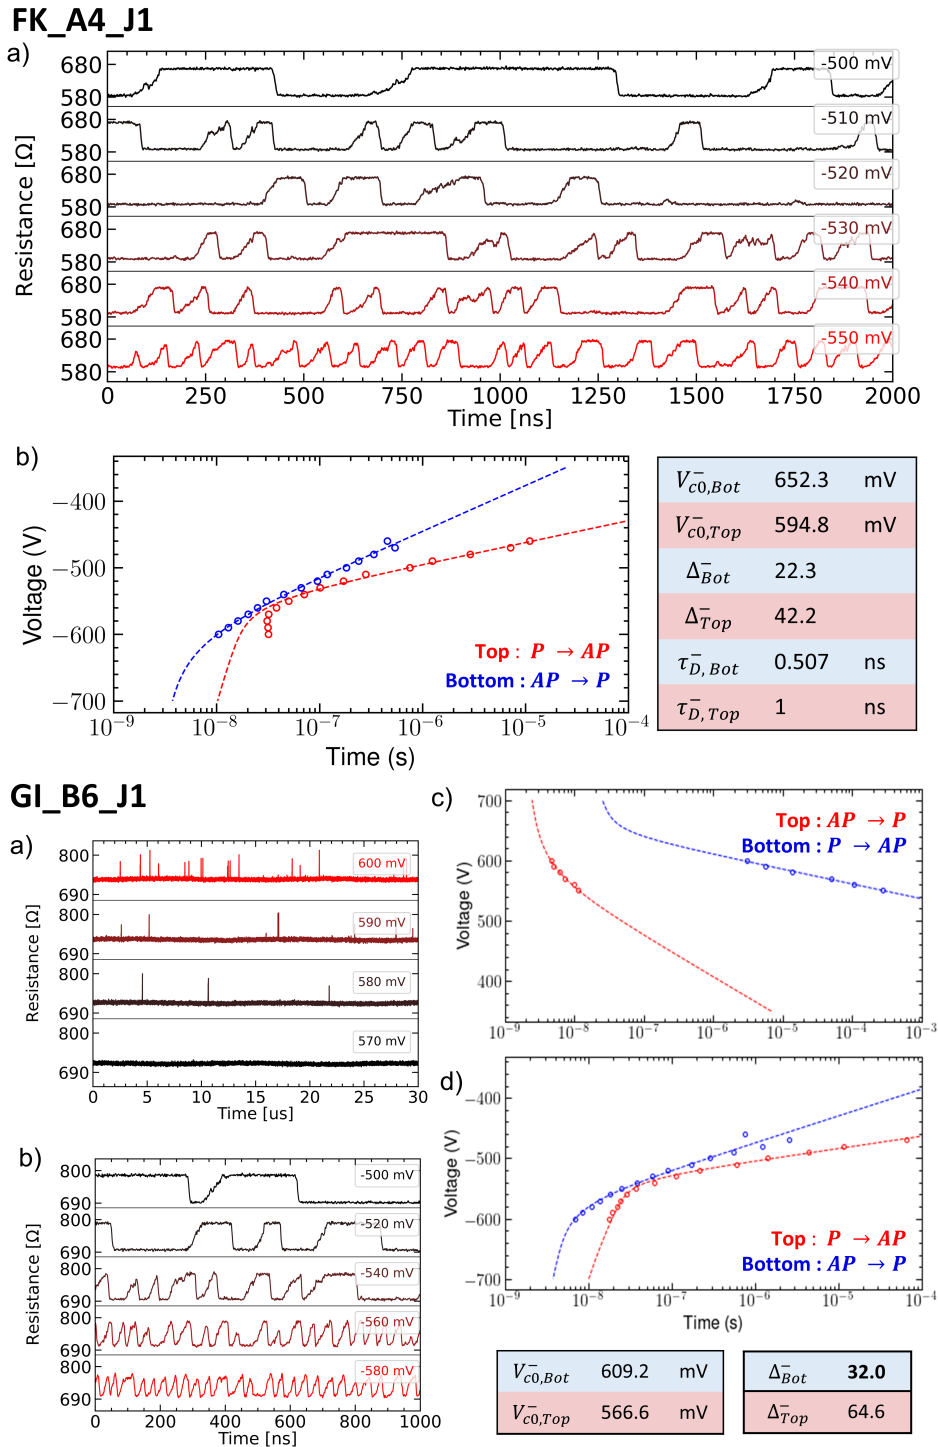 FK_A4_J1
a)
Resistance [Ω]
680
580
-500 mV
680
580
-510 mV
680
580
-520 mV
680
580
-530 mV
680
580
-540 mV
680
580
-550 mV
0 250 500 750 1000 1250 1500 1750 2000
Time [ns]
b)
Voltage (V)
−400
−500
−600
−700
Top : P → AP
Bottom : AP → P
10⁻⁹ 10⁻⁸ 10⁻⁷ 10⁻⁶ 10⁻⁵ 10⁻⁴
Time (s)
V⁻c0,Bot 652.3 mV
V⁻c0,Top 594.8 mV
Δ⁻Bot 22.3
Δ⁻Top 42.2
τ⁻D,Bot 0.507 ns
τ⁻D,Top 1 ns
GI_B6_J1
a)
Resistance [Ω]
800
690
600 mV
800
690
590 mV
800
690
580 mV
800
690
570 mV
0 5 10 15 20 25 30
Time [us]
b)
Resistance [Ω]
800
690
-500 mV
800
690
-520 mV
800
690
-540 mV
800
690
-560 mV
800
690
-580 mV
0 200 400 600 800 1000
Time [ns]
c)
Voltage (V)
700
600
500
400
Top : AP → P
Bottom : P → AP
10⁻⁹ 10⁻⁸ 10⁻⁷ 10⁻⁶ 10⁻⁵ 10⁻⁴ 10⁻³
d)
Voltage (V)
−400
−500
−600
−700
Top : P → AP
Bottom : AP → P
10⁻⁹ 10⁻⁸ 10⁻⁷ 10⁻⁶ 10⁻⁵ 10⁻⁴
Time (s)
V⁻c0,Bot 609.2 mV
V⁻c0,Top 566.6 mV
Δ⁻Bot 32.0
Δ⁻Top 64.6